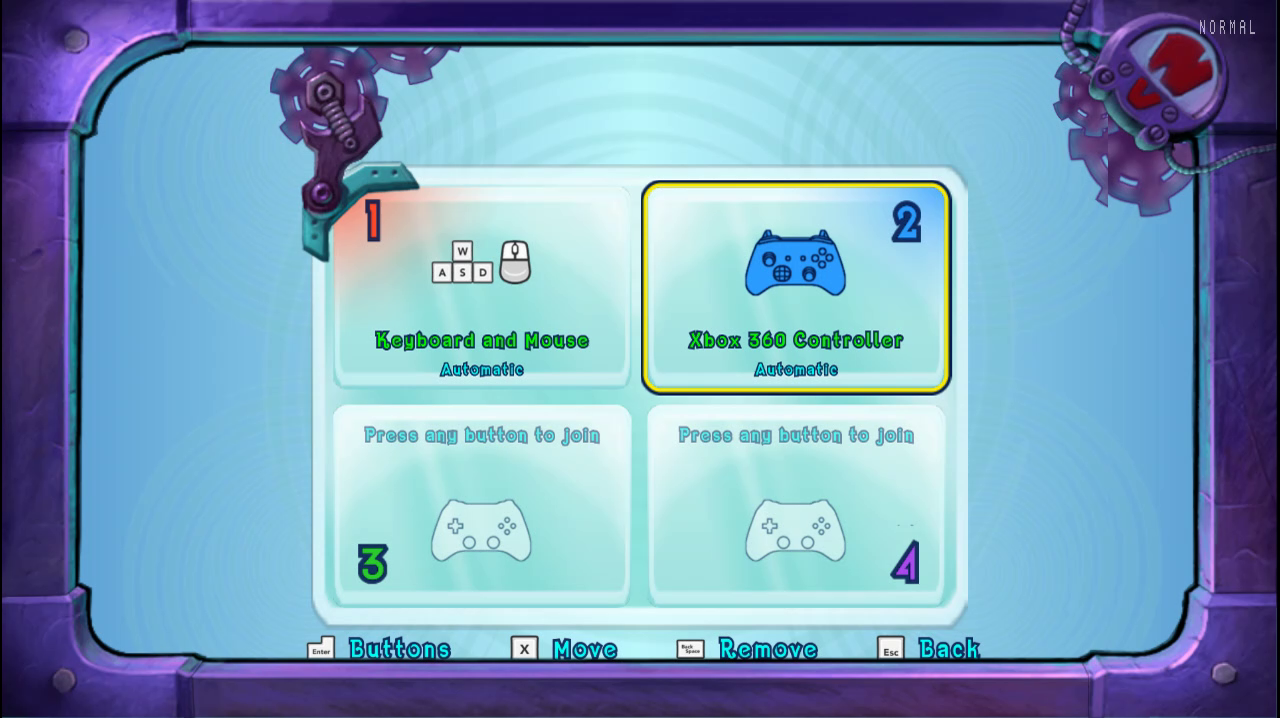 NORMAL
N
V
1
2
W
A S D
Keyboard and Mouse
Automatic
Xbox 360 Controller
Automatic
Press any button to join
Press any button to join
3
4
Enter Buttons
X Move
Back Space Remove
Esc Back